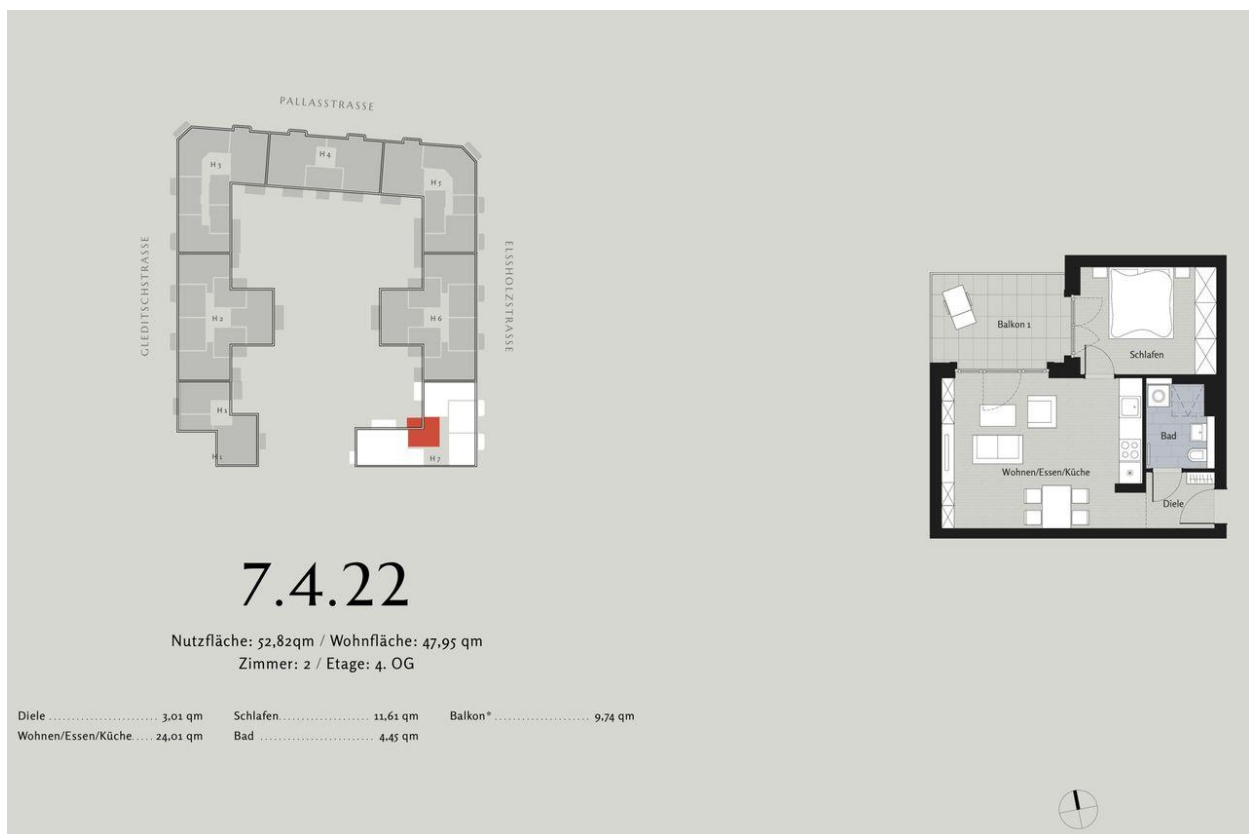 PALLASSTRASSE
H 3
H 4
H 5
GLEDITSCHSTRASSE
ELSSHOLZSTRASSE
H 2
H 6
H 1
H 1
H 7
Balkon 1
Schlafen
Bad
Wohnen/Essen/Küche
Diele
7.4.22
Nutzfläche: 52,82qm / Wohnfläche: 47,95 qm
Zimmer: 2 / Etage: 4. OG
Diele ........................ 3,01 qm Schlafen.................... 11,61 qm Balkon* ..................... 9,74 qm
Wohnen/Essen/Küche..... 24,01 qm Bad ......................... 4,45 qm